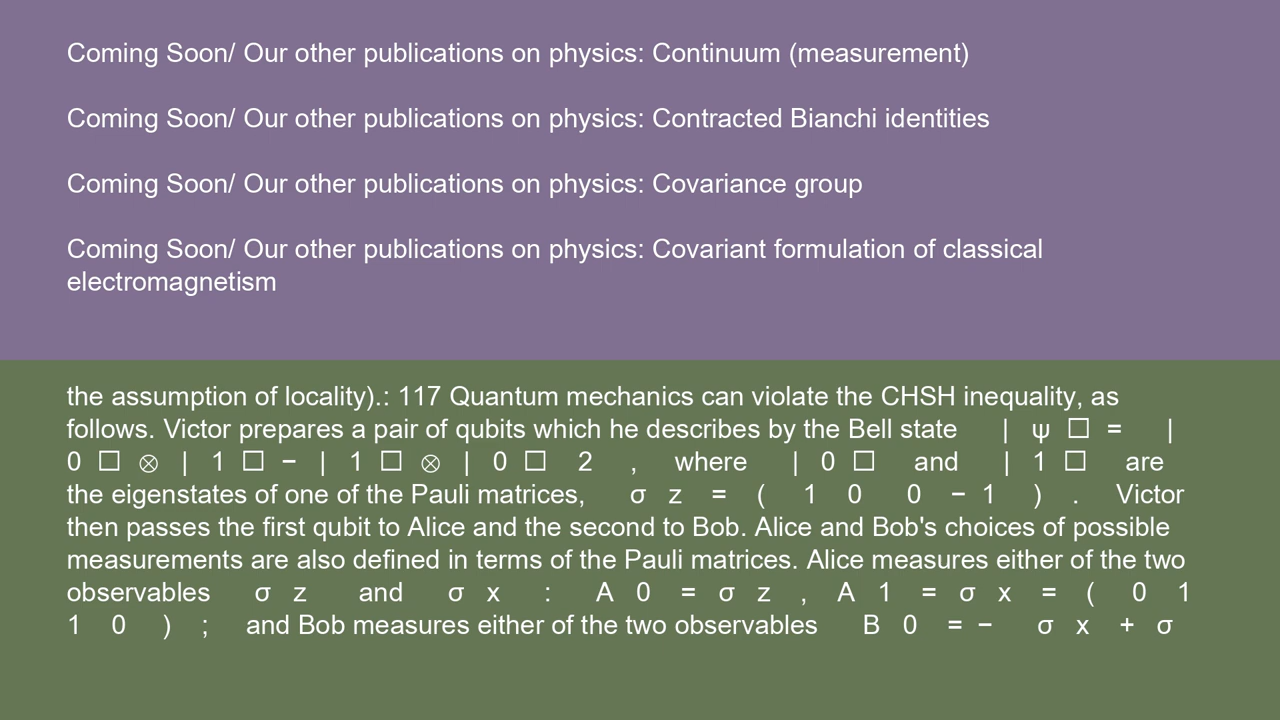 Coming Soon/ Our other publications on physics: Continuum (measurement)
Coming Soon/ Our other publications on physics: Contracted Bianchi identities
Coming Soon/ Our other publications on physics: Covariance group
Coming Soon/ Our other publications on physics: Covariant formulation of classical
electromagnetism
the assumption of locality).: 117 Quantum mechanics can violate the CHSH inequality, as
follows. Victor prepares a pair of qubits which he describes by the Bell state | ψ □ = |
0 □ ⊗ | 1 □ − | 1 □ ⊗ | 0 □ 2 , where | 0 □ and | 1 □ are
the eigenstates of one of the Pauli matrices, σ z = ( 1 0 0 − 1 ) . Victor
then passes the first qubit to Alice and the second to Bob. Alice and Bob's choices of possible
measurements are also defined in terms of the Pauli matrices. Alice measures either of the two
observables σ z and σ x : A 0 = σ z , A 1 = σ x = ( 0 1
1 0 ) ; and Bob measures either of the two observables B 0 = − σ x + σ